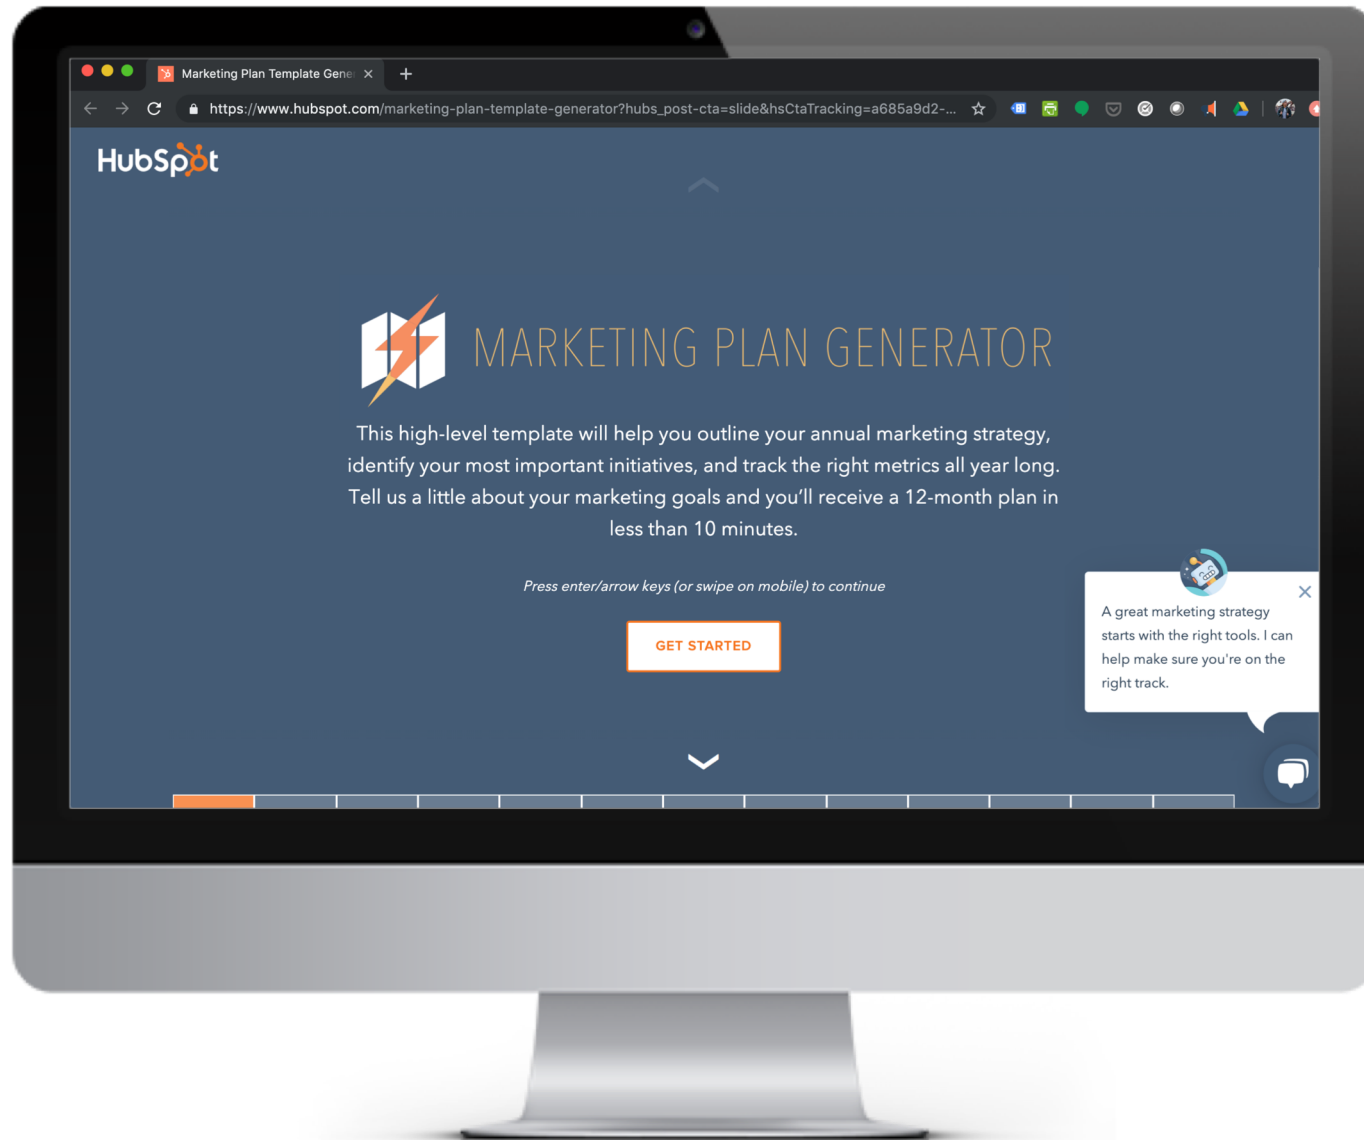 Marketing Plan Template Gene
https://www.hubspot.com/marketing-plan-template-generator?hubs_post-cta=slide&hsCtaTracking=a685a9d2-...
HubSpot
MARKETING PLAN GENERATOR
This high-level template will help you outline your annual marketing strategy,
identify your most important initiatives, and track the right metrics all year long.
Tell us a little about your marketing goals and you'll receive a 12-month plan in
less than 10 minutes.
Press enter/arrow keys (or swipe on mobile) to continue
GET STARTED
A great marketing strategy
starts with the right tools. I can
help make sure you're on the
right track.